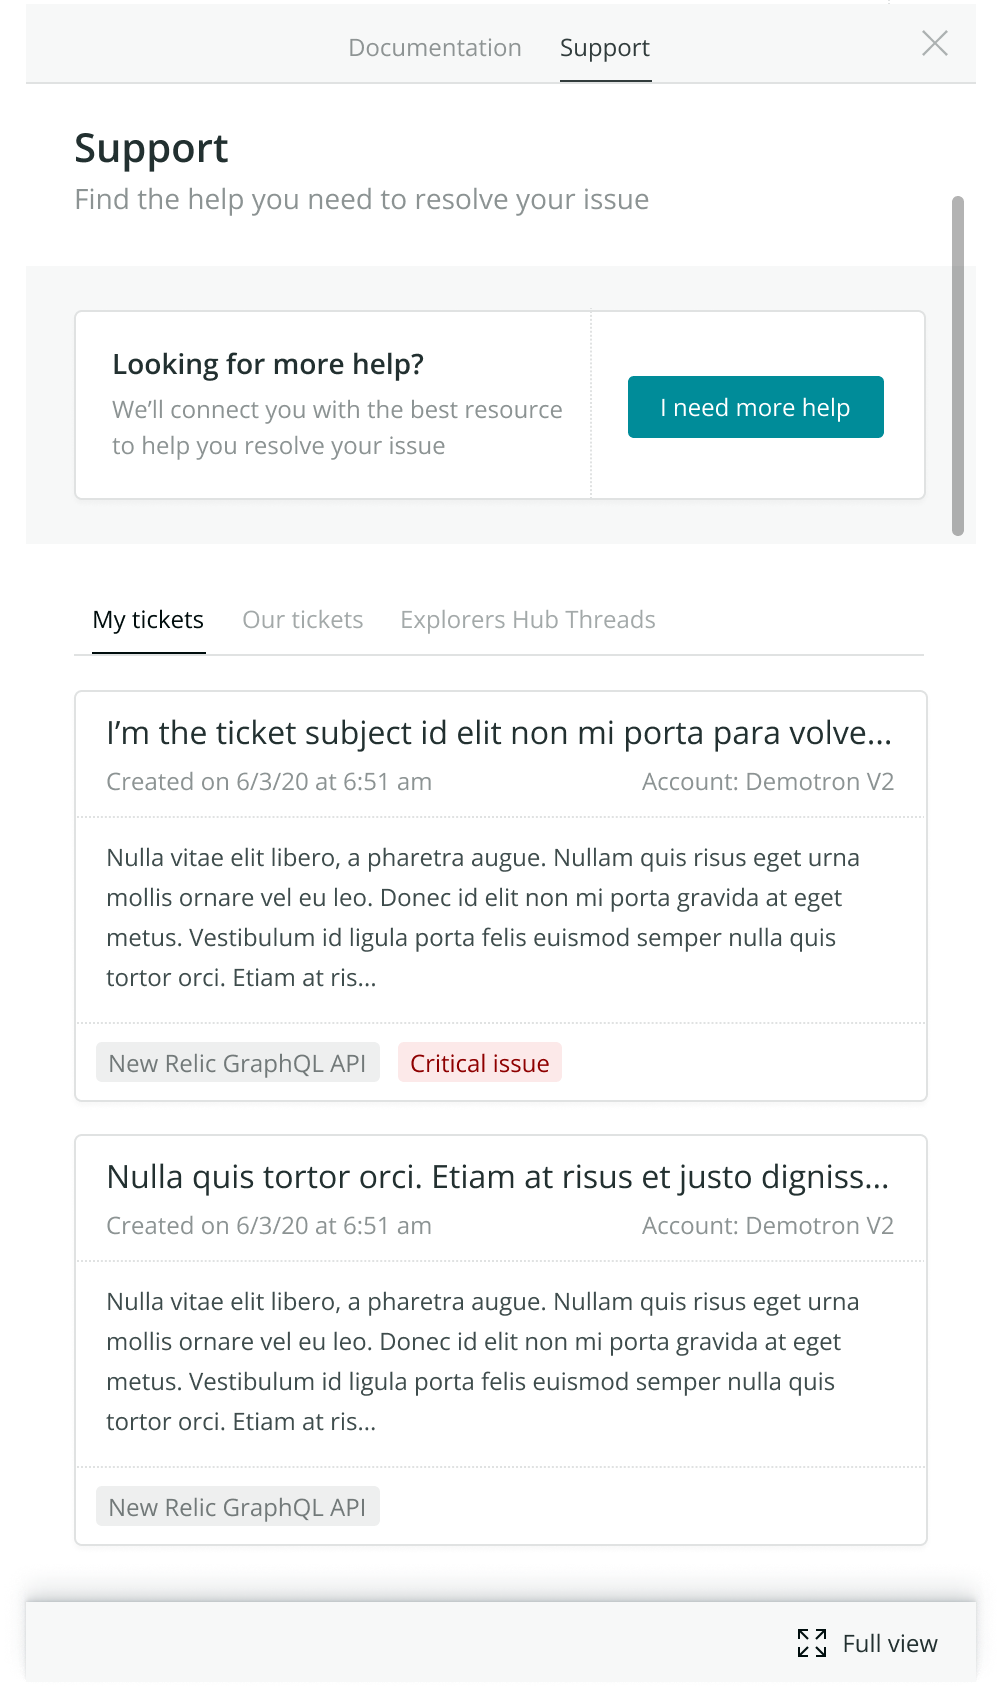 Documentation Support
Support
Find the help you need to resolve your issue
Looking for more help?
We’ll connect you with the best resource
to help you resolve your issue
I need more help
My tickets Our tickets Explorers Hub Threads
I’m the ticket subject id elit non mi porta para volve...
Created on 6/3/20 at 6:51 am Account: Demotron V2
Nulla vitae elit libero, a pharetra augue. Nullam quis risus eget urna
mollis ornare vel eu leo. Donec id elit non mi porta gravida at eget
metus. Vestibulum id ligula porta felis euismod semper nulla quis
tortor orci. Etiam at ris...
New Relic GraphQL API Critical issue
Nulla quis tortor orci. Etiam at risus et justo digniss...
Created on 6/3/20 at 6:51 am Account: Demotron V2
Nulla vitae elit libero, a pharetra augue. Nullam quis risus eget urna
mollis ornare vel eu leo. Donec id elit non mi porta gravida at eget
metus. Vestibulum id ligula porta felis euismod semper nulla quis
tortor orci. Etiam at ris...
New Relic GraphQL API
Full view